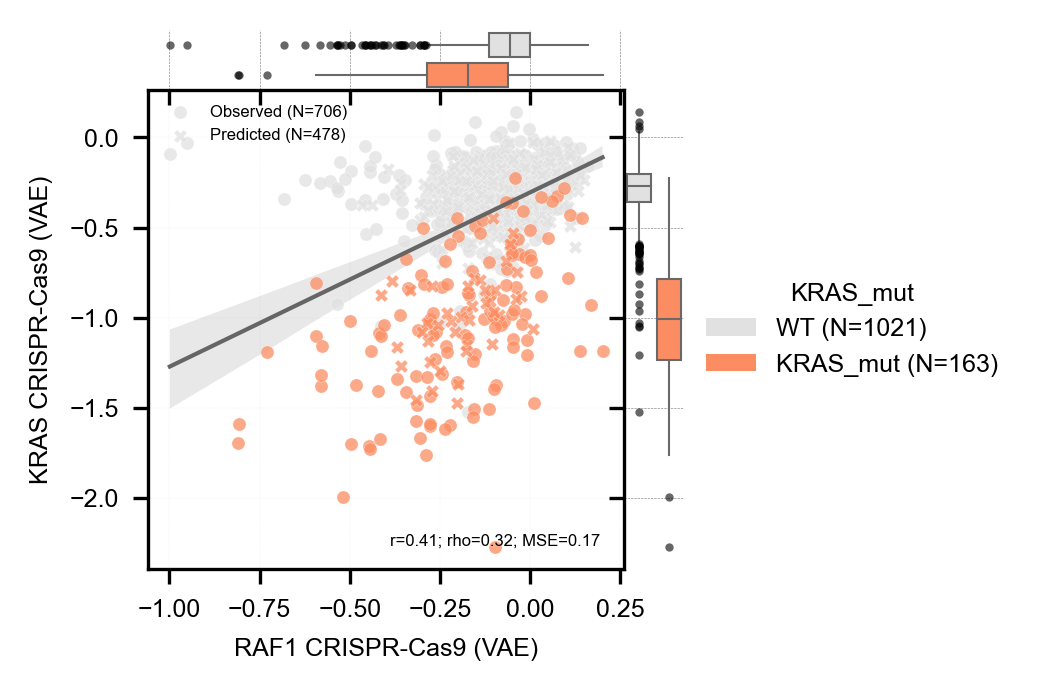 Observed (N=706)
Predicted (N=478)
0.0
−0.5
−1.0
−1.5
−2.0
KRAS CRISPR-Cas9 (VAE)
r=0.41; rho=0.32; MSE=0.17
−1.00 −0.75 −0.50 −0.25 0.00 0.25
RAF1 CRISPR-Cas9 (VAE)
KRAS_mut
WT (N=1021)
KRAS_mut (N=163)